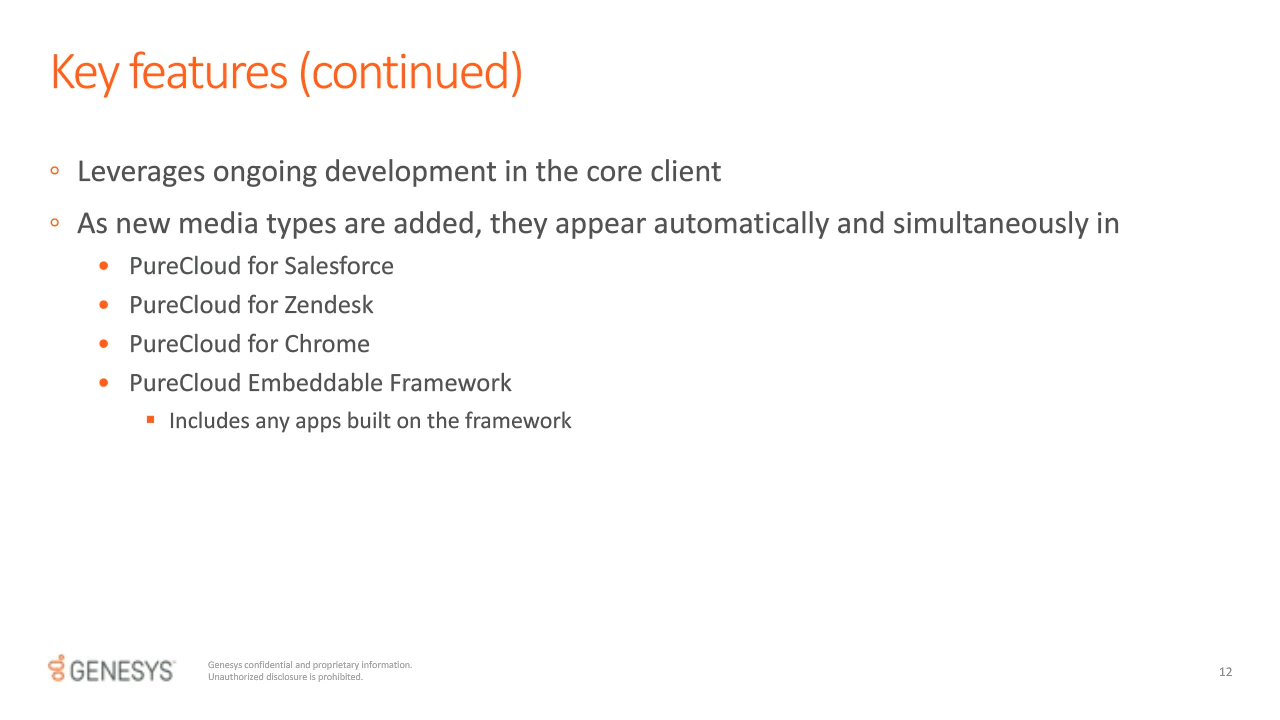 Key features (continued)
◦ Leverages ongoing development in the core client
◦ As new media types are added, they appear automatically and simultaneously in
• PureCloud for Salesforce
• PureCloud for Zendesk
• PureCloud for Chrome
• PureCloud Embeddable Framework
▪ Includes any apps built on the framework
GENESYS™
Genesys confidential and proprietary information.
Unauthorized disclosure is prohibited.
12